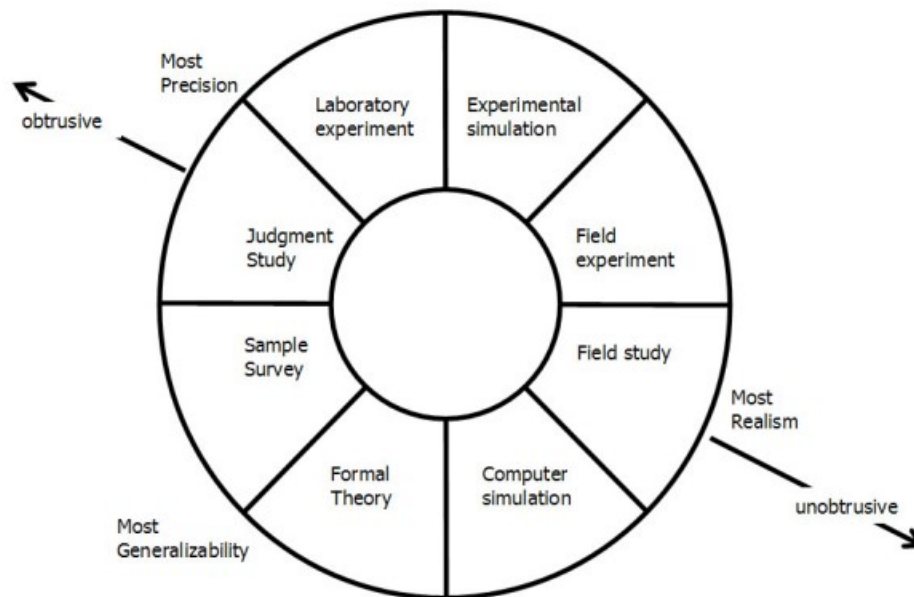 Most
Precision
obtrusive
Laboratory
experiment
Experimental
simulation
Judgment
Study
Field
experiment
Sample
Survey
Field study
Most
Realism
Formal
Theory
Computer
simulation
unobtrusive
Most
Generalizability